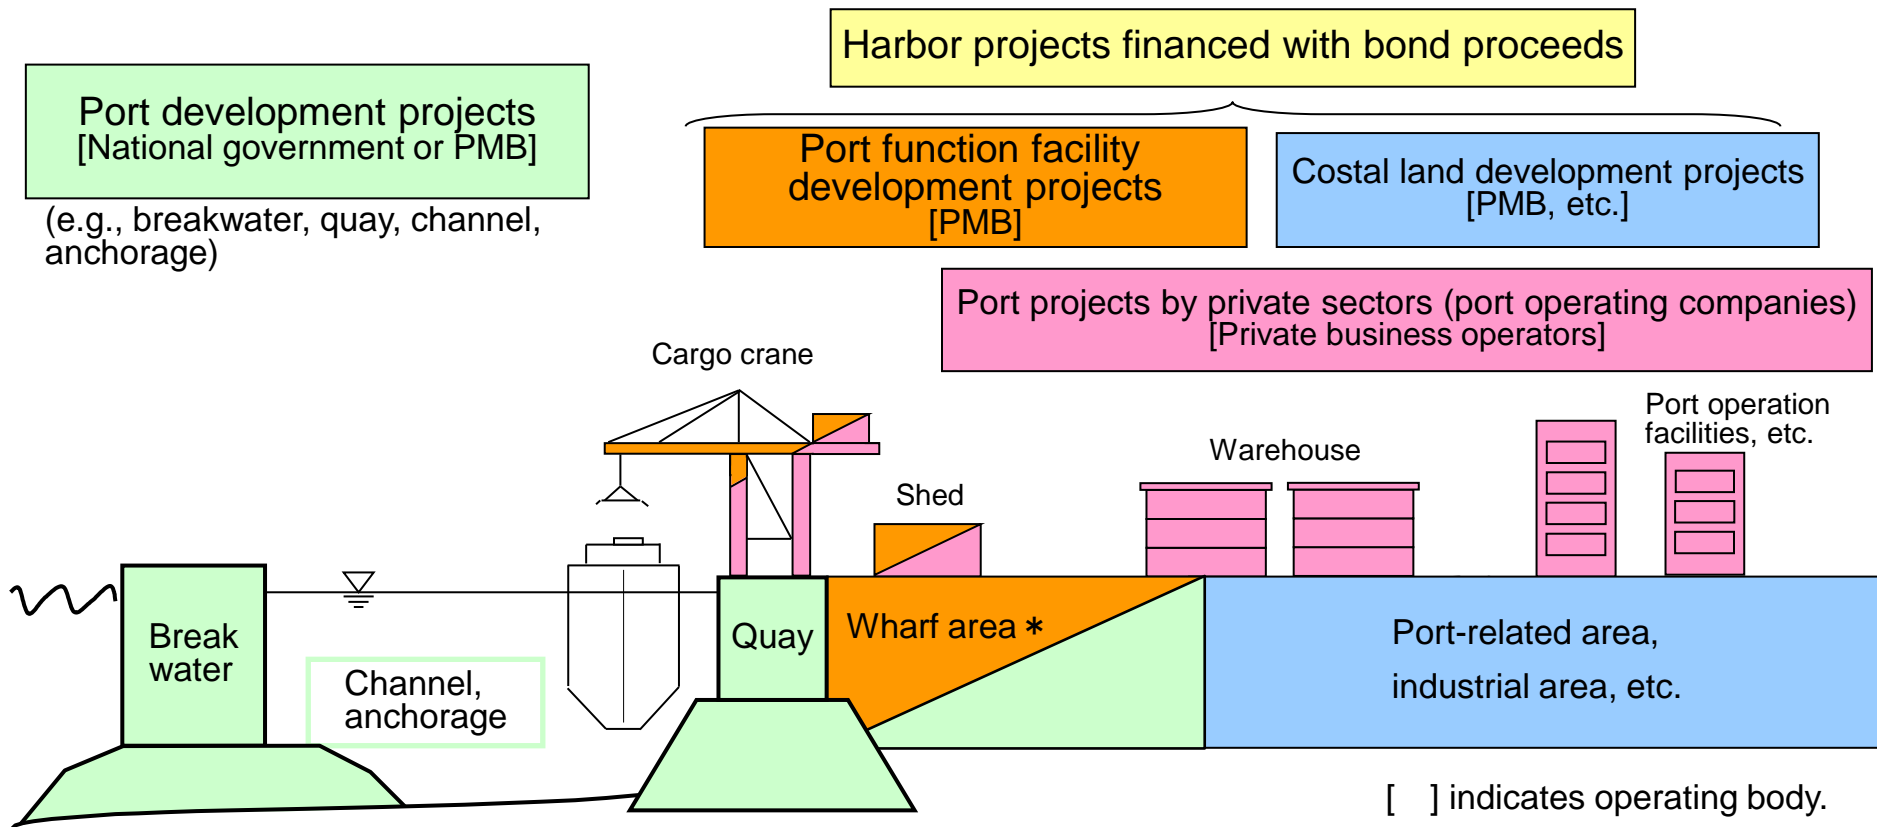 Harbor projects financed with bond proceeds
Port development projects
[National government or PMB]
(e.g., breakwater, quay, channel,
anchorage)
Port function facility
development projects
[PMB]
Costal land development projects
[PMB, etc.]
Port projects by private sectors (port operating companies)
[Private business operators]
Cargo crane
Shed
Warehouse
Port operation
facilities, etc.
Break
water
Channel,
anchorage
Quay
Wharf area *
Port-related area,
industrial area, etc.
[ ] indicates operating body.